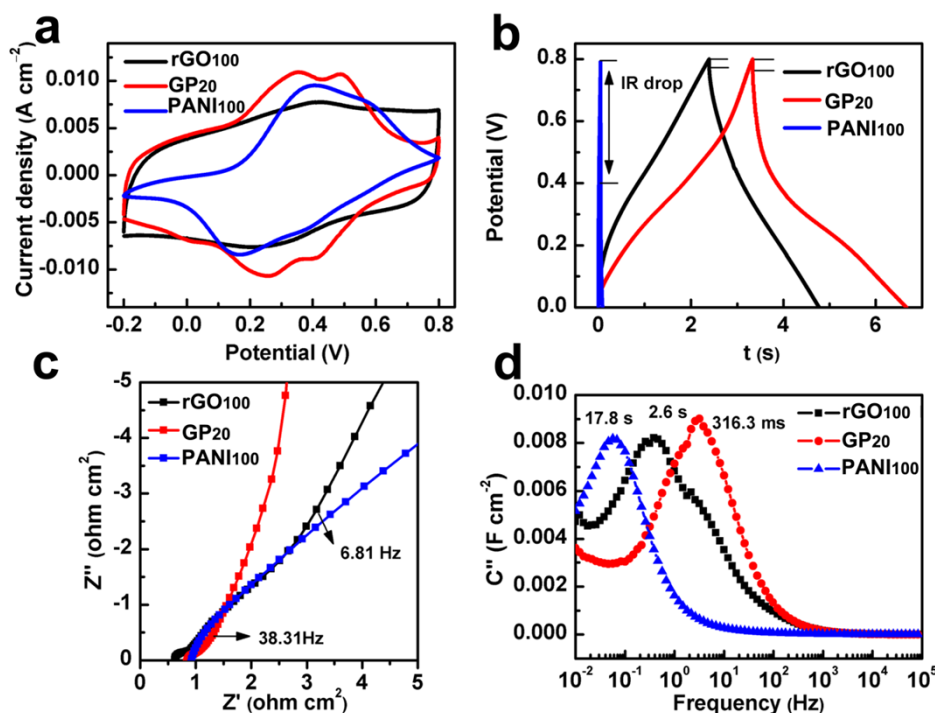 a
rGO100
GP20
PANI100
Current density (A cm-2)
0.010
0.005
0.000
-0.005
-0.010
-0.2 0.0 0.2 0.4 0.6 0.8
Potential (V)
b
IR drop
rGO100
GP20
PANI100
Potential (V)
0.8
0.6
0.4
0.2
0.0
0 2 4 6
t (s)
c
rGO100
GP20
PANI100
6.81 Hz
38.31Hz
Z'' (ohm cm2)
-5
-4
-3
-2
-1
0
0 1 2 3 4 5
Z' (ohm cm2)
d
17.8 s 2.6 s 316.3 ms
rGO100
GP20
PANI100
C'' (F cm-2)
0.010
0.008
0.006
0.004
0.002
0.000
10-2 10-1 100 101 102 103 104 105
Frequency (Hz)